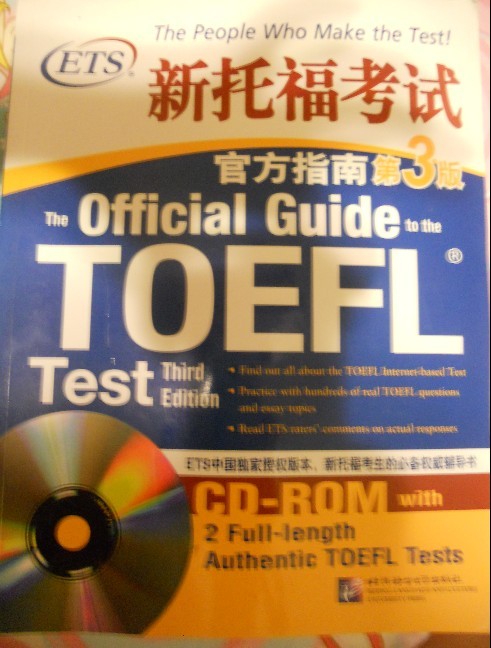 The People Who Make the Test!
ETS
新托福考试
官方指南第3版
The Official Guide to the
TOEFL®
Test Third Edition
Find out all about the TOEFL Internet-based Test
Practice with hundreds of real TOEFL questions
and essay topics
Read ETS raters' comments on actual responses
ETS中国独家授权版本，新托福考生的必备权威辅导书
CD-ROM with
2 Full-length
Authentic TOEFL Tests